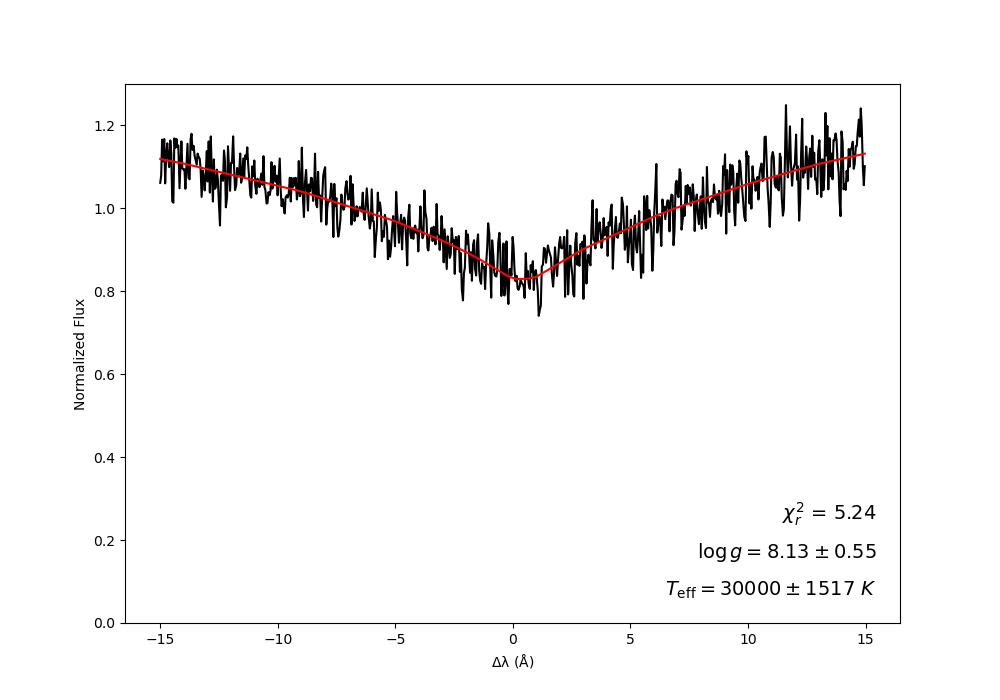 1.2
1.0
0.8
0.6
0.4
0.2
0.0
Normalized Flux
χ²ᵣ = 5.24
log g = 8.13 ± 0.55
T_eff = 30000 ± 1517 K
−15
−10
−5
0
5
10
15
Δλ (Å)